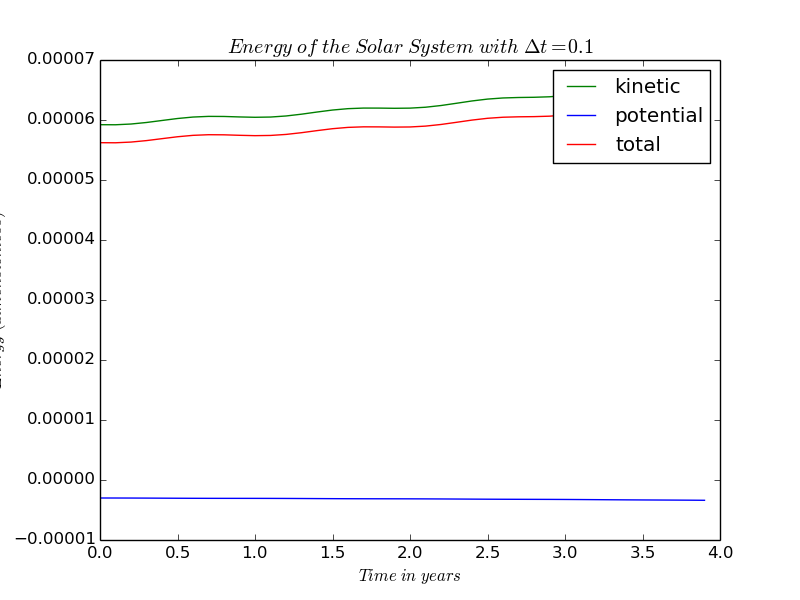 Energy of the Solar System with Δt=0.1
0.00007
0.00006
0.00005
0.00004
0.00003
0.00002
0.00001
0.00000
−0.00001
kinetic
potential
total
0.0 0.5 1.0 1.5 2.0 2.5 3.0 3.5 4.0
Time in years